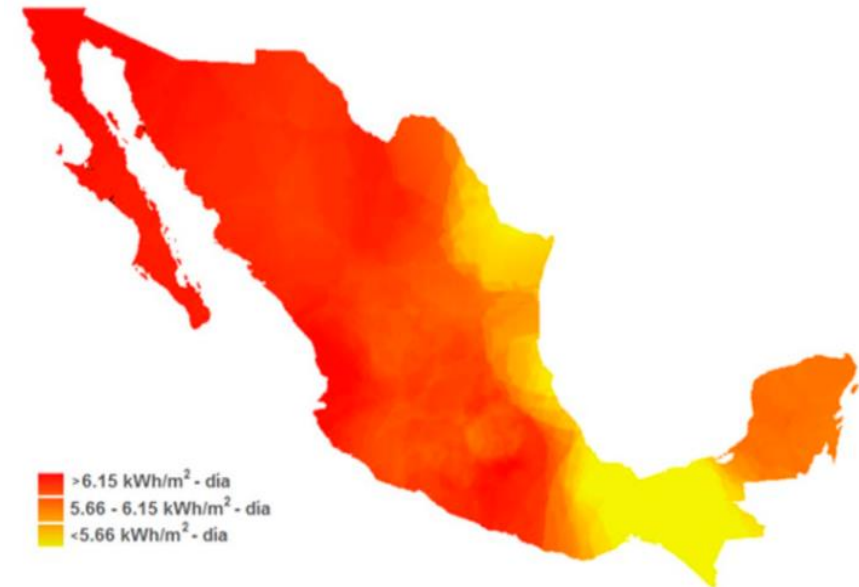 >6.15 kWh/m² - dia
5.66 - 6.15 kWh/m² - dia
<5.66 kWh/m² - dia